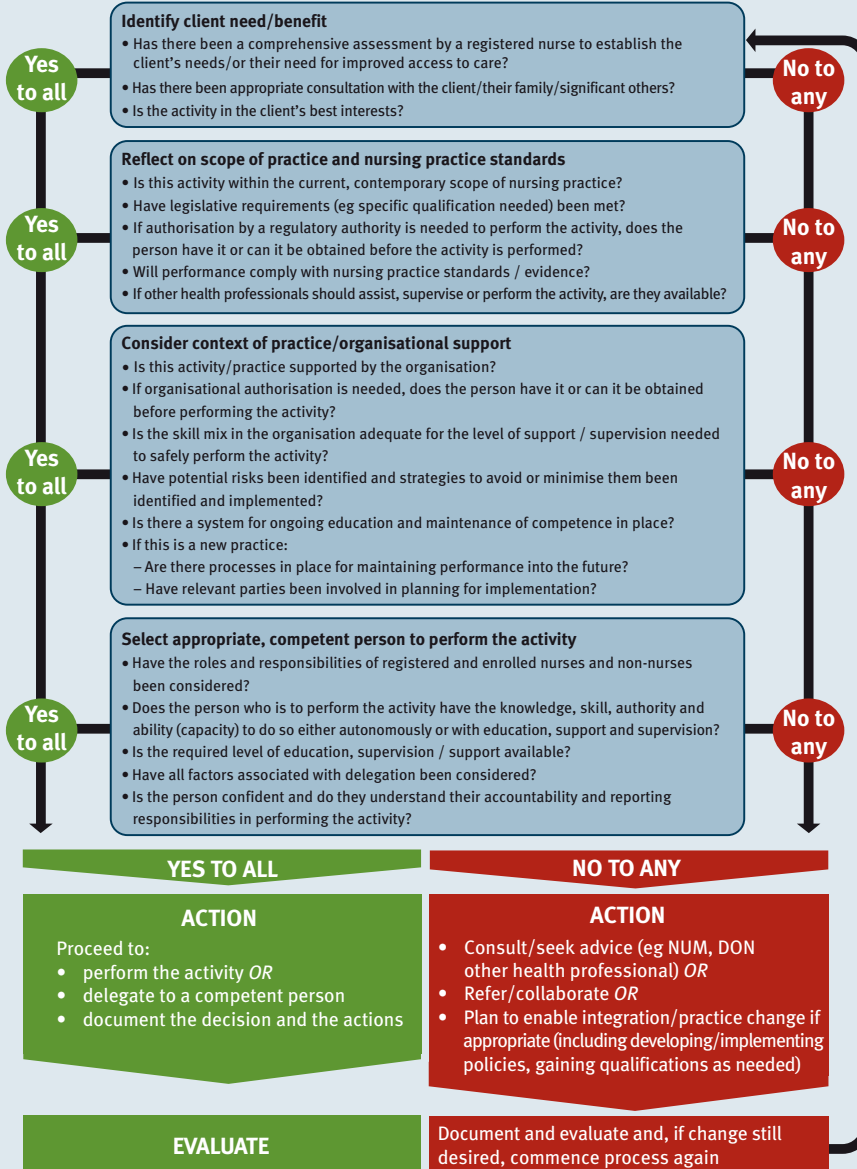 Identify client need/benefit
• Has there been a comprehensive assessment by a registered nurse to establish the
client's needs/or their need for improved access to care?
• Has there been appropriate consultation with the client/their family/significant others?
• Is the activity in the client's best interests?
Yes
to all
No to
any
Reflect on scope of practice and nursing practice standards
• Is this activity within the current, contemporary scope of nursing practice?
• Have legislative requirements (eg specific qualification needed) been met?
• If authorisation by a regulatory authority is needed to perform the activity, does the
person have it or can it be obtained before the activity is performed?
• Will performance comply with nursing practice standards / evidence?
• If other health professionals should assist, supervise or perform the activity, are they available?
Yes
to all
No to
any
Consider context of practice/organisational support
• Is this activity/practice supported by the organisation?
• If organisational authorisation is needed, does the person have it or can it be obtained
before performing the activity?
• Is the skill mix in the organisation adequate for the level of support / supervision needed
to safely perform the activity?
• Have potential risks been identified and strategies to avoid or minimise them been
identified and implemented?
• Is there a system for ongoing education and maintenance of competence in place?
• If this is a new practice:
– Are there processes in place for maintaining performance into the future?
– Have relevant parties been involved in planning for implementation?
Yes
to all
No to
any
Select appropriate, competent person to perform the activity
• Have the roles and responsibilities of registered and enrolled nurses and non-nurses
been considered?
• Does the person who is to perform the activity have the knowledge, skill, authority and
ability (capacity) to do so either autonomously or with education, support and supervision?
• Is the required level of education, supervision / support available?
• Have all factors associated with delegation been considered?
• Is the person confident and do they understand their accountability and reporting
responsibilities in performing the activity?
Yes
to all
No to
any
YES TO ALL
ACTION
Proceed to:
• perform the activity OR
• delegate to a competent person
• document the decision and the actions
EVALUATE
NO TO ANY
ACTION
• Consult/seek advice (eg NUM, DON
other health professional) OR
• Refer/collaborate OR
• Plan to enable integration/practice change if
appropriate (including developing/implementing
policies, gaining qualifications as needed)
Document and evaluate and, if change still
desired, commence process again